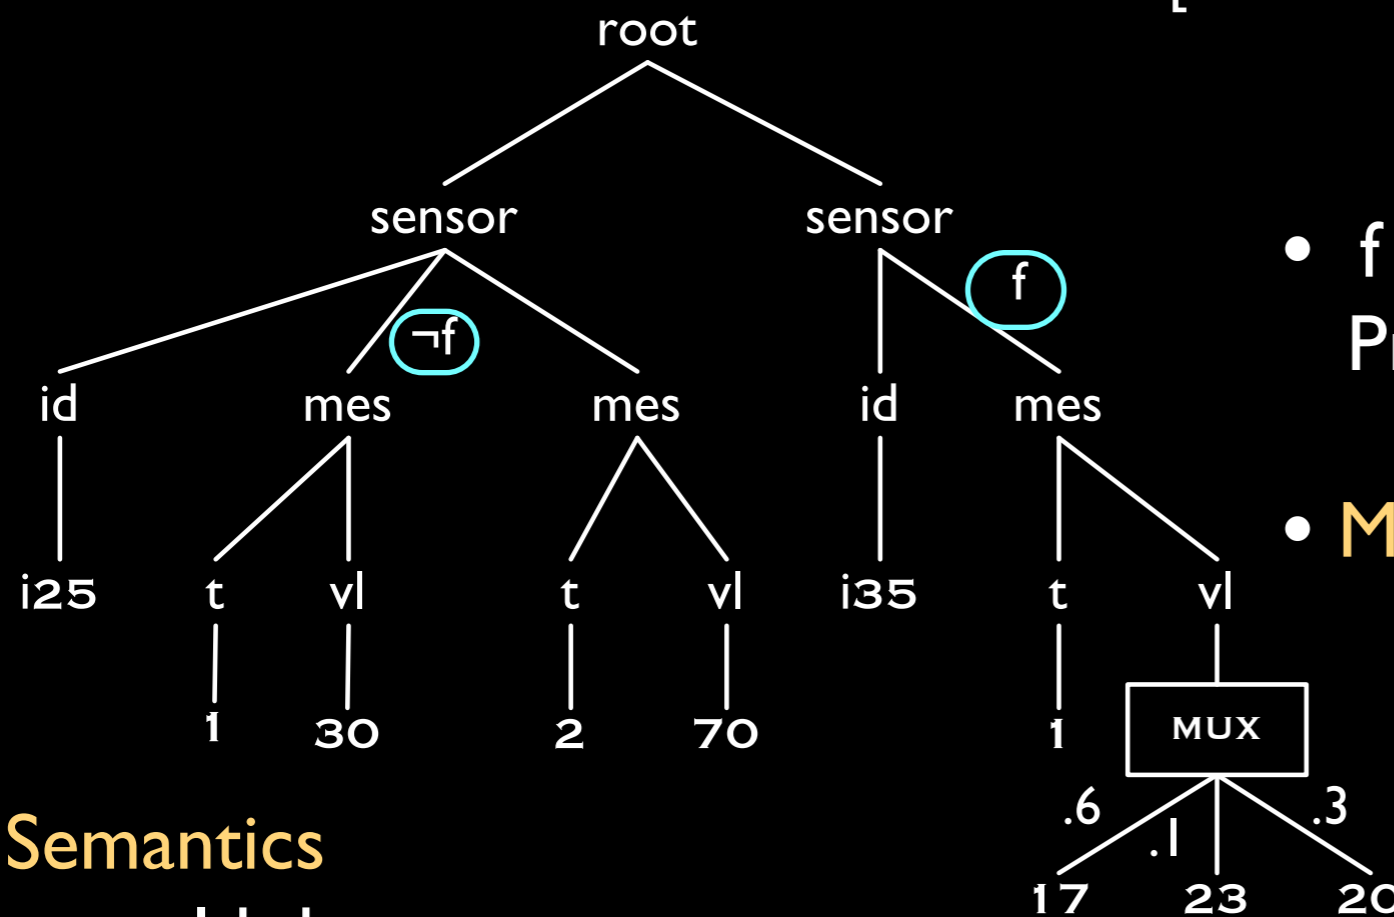 root
sensor sensor
f
• f
¬f
id mes mes id mes
i25 t vl t vl i35 t vl
1 30 2 70 1 MUX
.6 .1 .3
Semantics
17 23